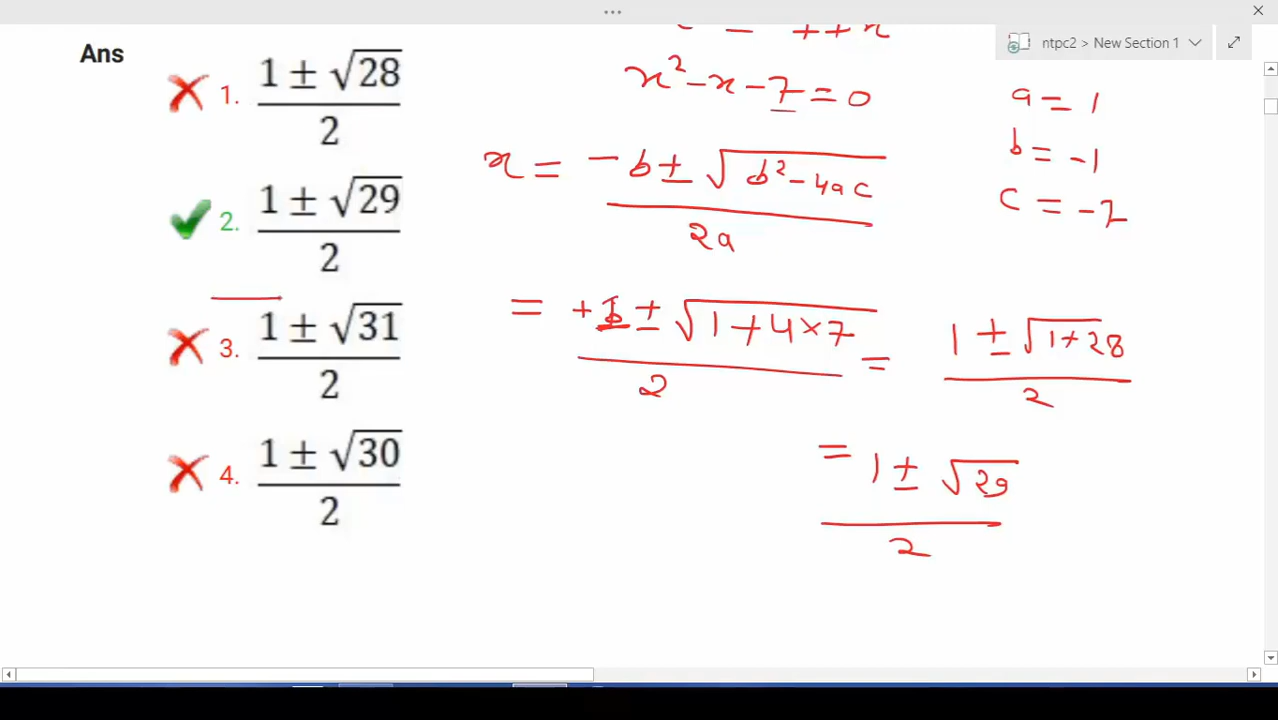 ntpc2 > New Section 1
Ans
1. (1 ± √28)/2
2. (1 ± √29)/2
3. (1 ± √31)/2
4. (1 ± √30)/2
x² - x - 7 = 0
a = 1
b = -1
c = -7
x = (-b ± √(b² - 4ac))/2a
= (+1 ± √(1 + 4×7))/2 = (1 ± √(1+28))/2
= (1 ± √29)/2